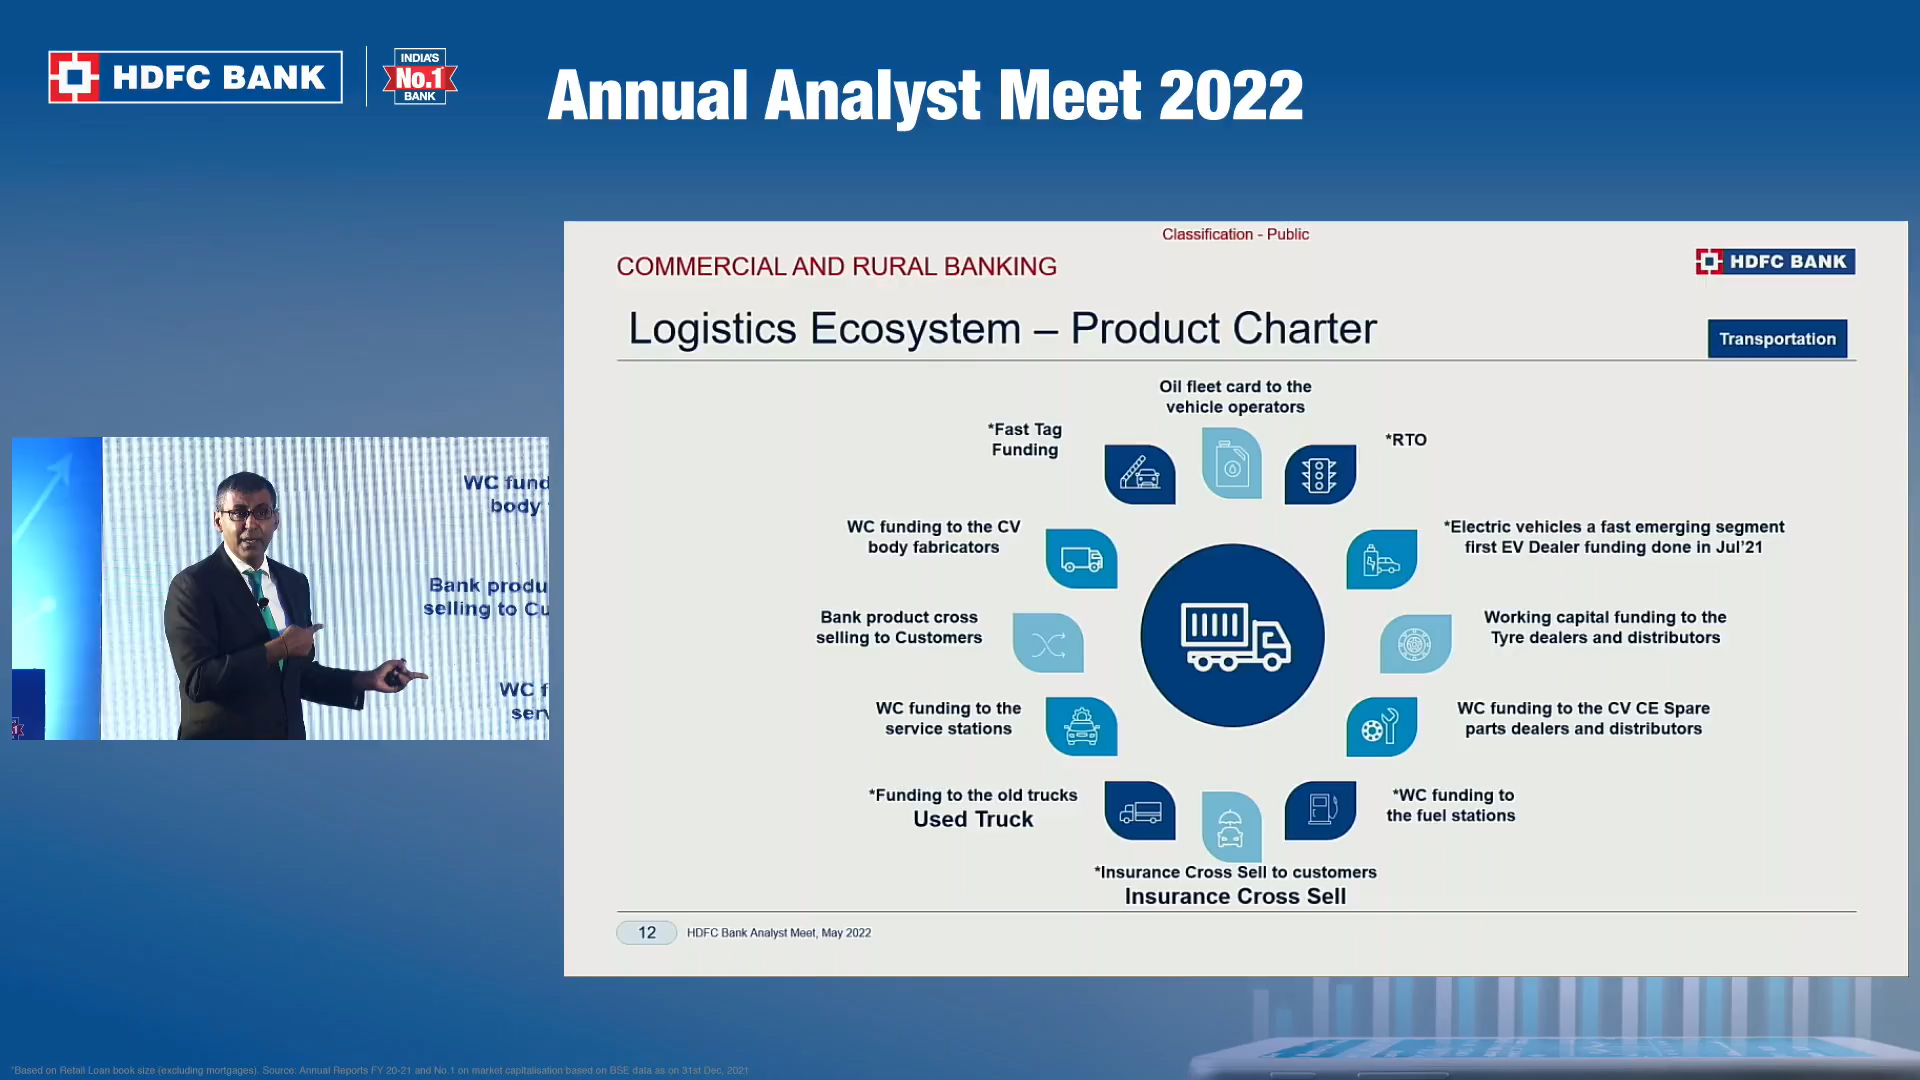 HDFC BANK
INDIA'S
No.1
BANK
Annual Analyst Meet 2022
Classification - Public
COMMERCIAL AND RURAL BANKING
HDFC BANK
Logistics Ecosystem – Product Charter
Transportation
Oil fleet card to the
vehicle operators
*Fast Tag
Funding
*RTO
WC funding to the CV
body fabricators
*Electric vehicles a fast emerging segment
first EV Dealer funding done in Jul'21
Bank product cross
selling to Customers
Working capital funding to the
Tyre dealers and distributors
WC funding to the
service stations
WC funding to the CV CE Spare
parts dealers and distributors
*Funding to the old trucks
Used Truck
*WC funding to
the fuel stations
*Insurance Cross Sell to customers
Insurance Cross Sell
12
HDFC Bank Analyst Meet, May 2022
WC fund
body
Bank produ
selling to Cu
WC f
serv
*Based on Retail Loan book size (excluding mortgages). Source: Annual Reports FY 20-21 and No.1 on market capitalisation based on BSE data as on 31st Dec, 2021